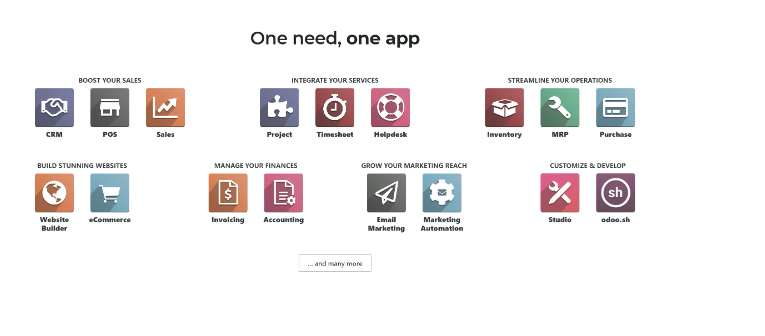 One need, one app
BOOST YOUR SALES
CRM
POS
Sales
INTEGRATE YOUR SERVICES
Project
Timesheet
Helpdesk
STREAMLINE YOUR OPERATIONS
Inventory
MRP
Purchase
BUILD STUNNING WEBSITES
Website
Builder
eCommerce
MANAGE YOUR FINANCES
$
Invoicing
Accounting
GROW YOUR MARKETING REACH
Email
Marketing
Marketing
Automation
CUSTOMIZE & DEVELOP
Studio
sh
odoo.sh
... and many more